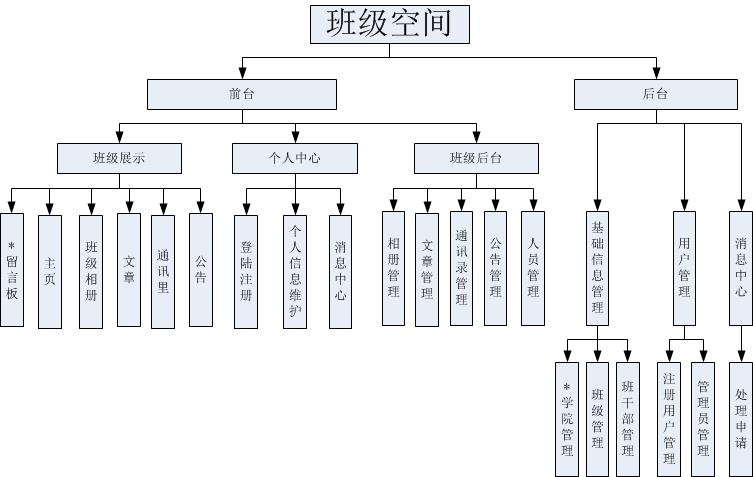 班级空间
前台
后台
班级展示
个人中心
班级后台
*留言板
主页
班级相册
文章
通讯里
公告
登陆注册
个人信息维护
消息中心
相册管理
文章管理
通讯录管理
公告管理
人员管理
基础信息管理
用户管理
消息中心
*学院管理
班级管理
班干部管理
注册用户管理
管理员管理
处理申请